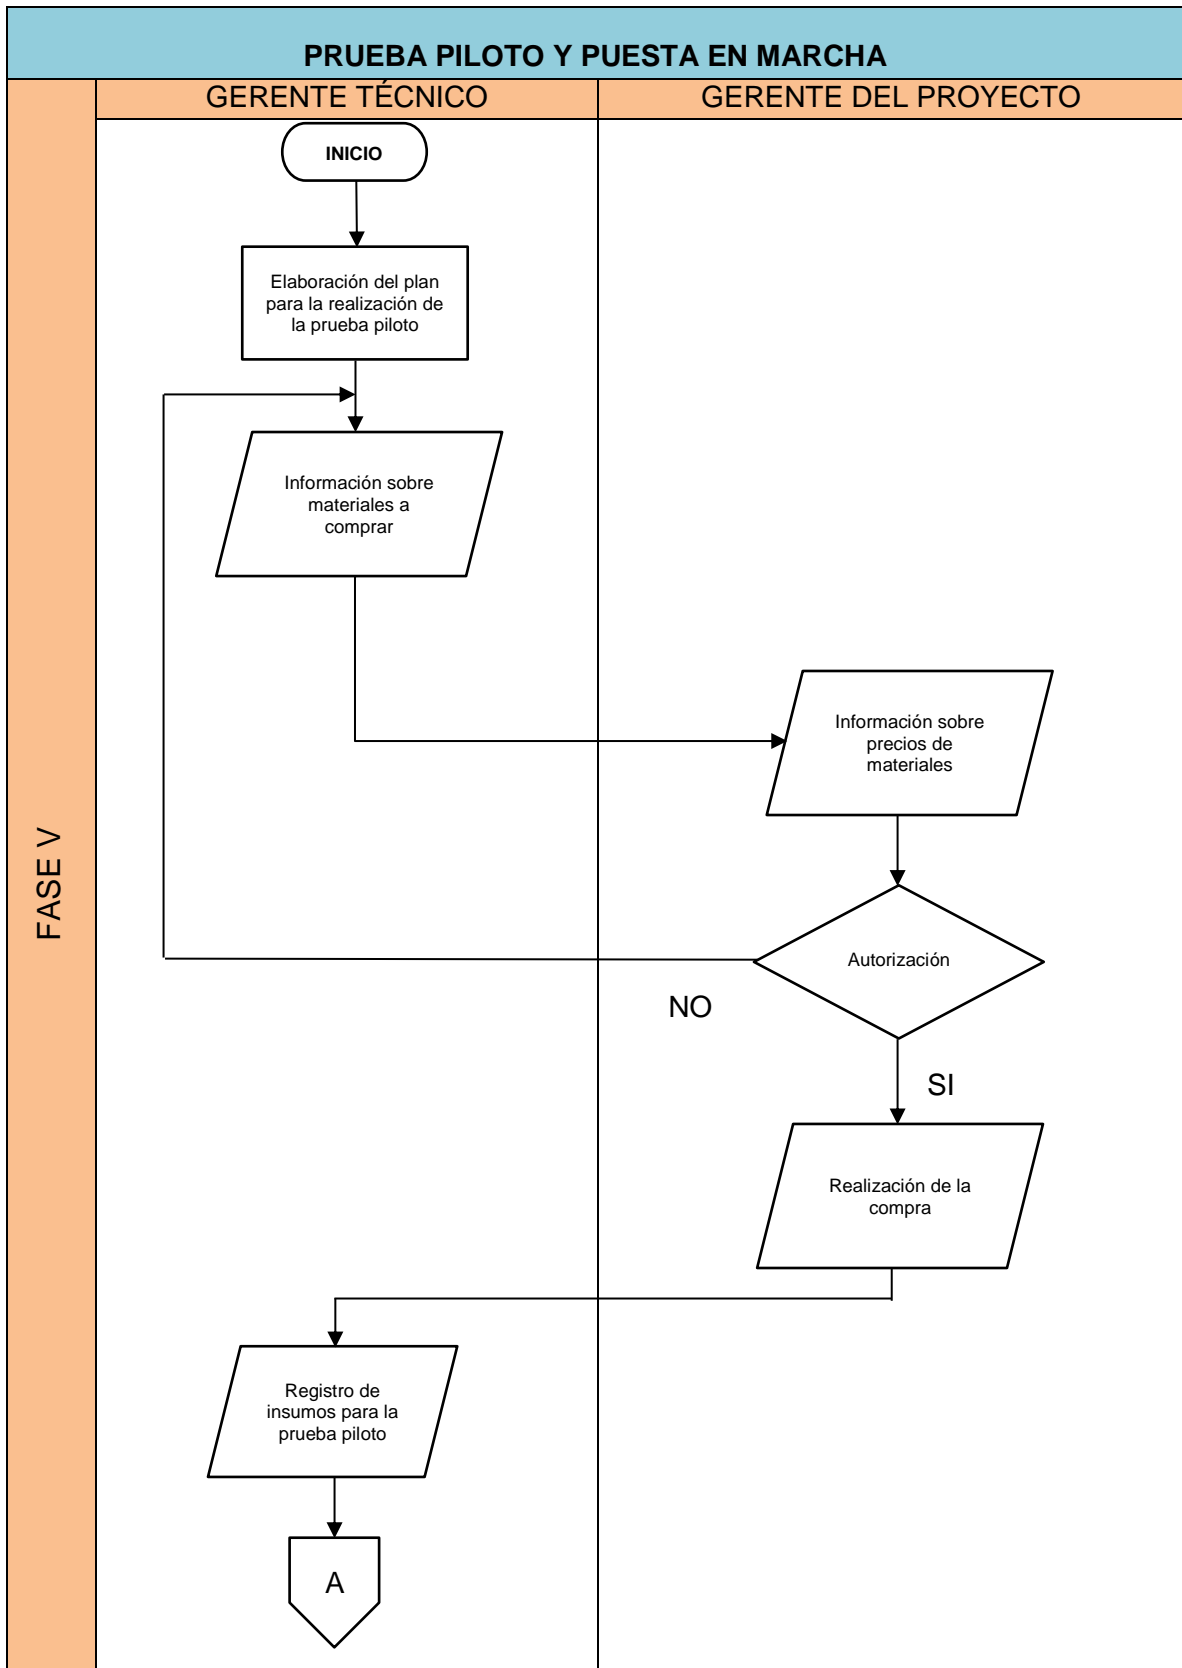 PRUEBA PILOTO Y PUESTA EN MARCHA
GERENTE TÉCNICO
GERENTE DEL PROYECTO
FASE V
INICIO
Elaboración del plan
para la realización de
la prueba piloto
Información sobre
materiales a
comprar
Información sobre
precios de
materiales
Autorización
NO
SI
Realización de la
compra
Registro de
insumos para la
prueba piloto
A